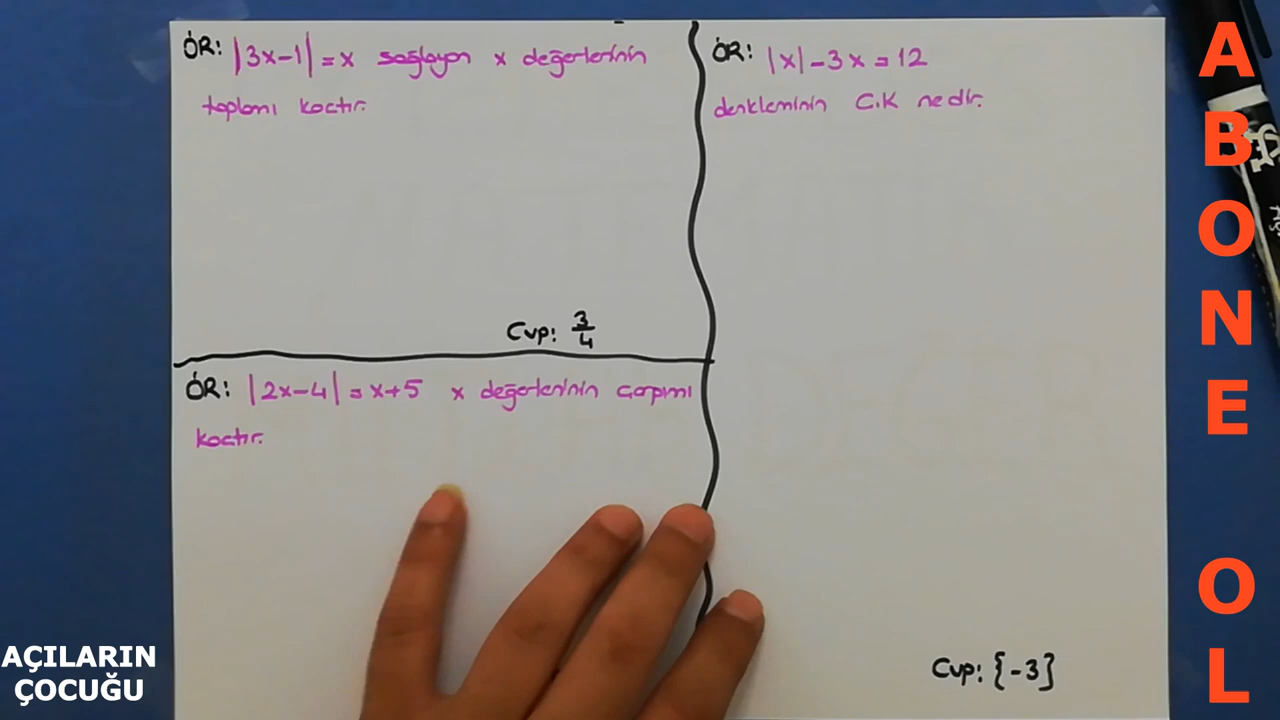 ÖR: |3x-1| = x sağlayan x değerlerinin
toplamı kaçtır.
Cvp: 3/4
ÖR: |2x-4| = x+5 x değerlerinin çarpımı
kaçtır.
ÖR: |x| - 3x = 12
denkleminin Ç.K nedir.
Cvp: {-3}
ABONE OL
AÇILARIN
ÇOCUĞU